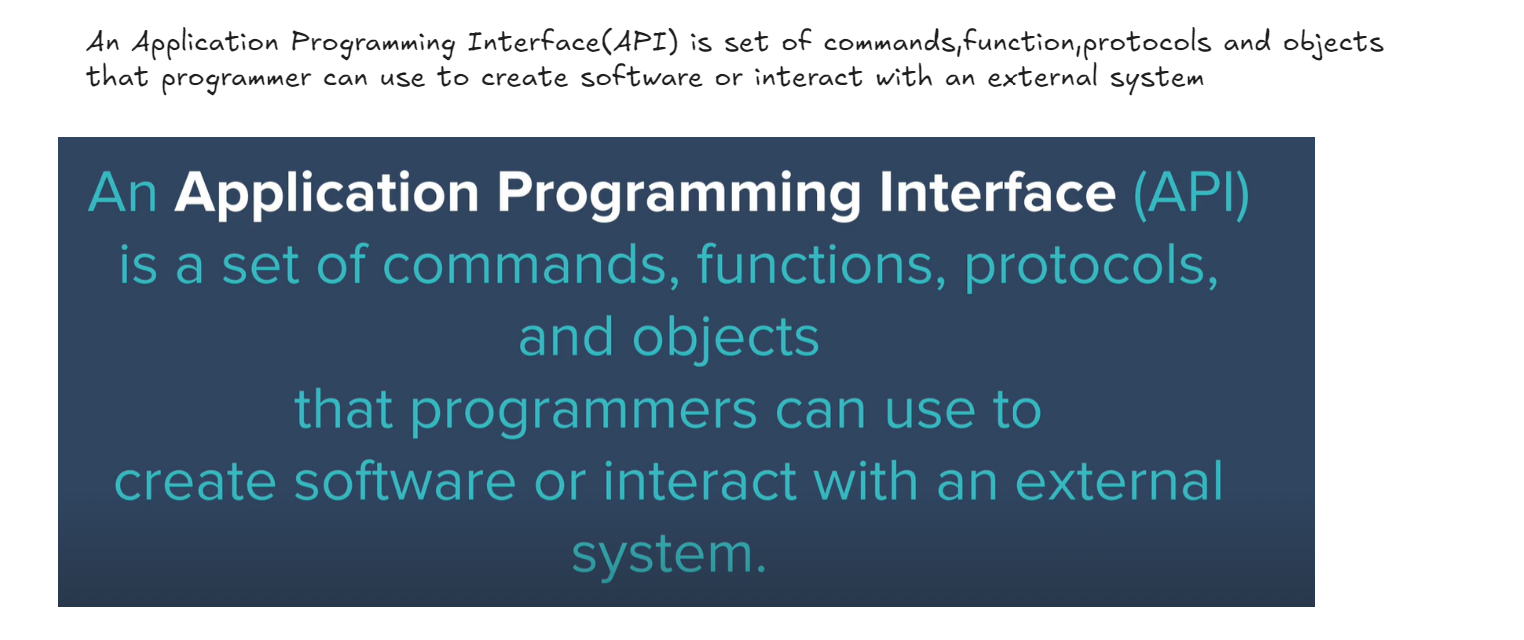 An Application Programming Interface(API) is set of commands,function,protocols and objects
that programmer can use to create software or interact with an external system
An Application Programming Interface (API)
is a set of commands, functions, protocols,
and objects
that programmers can use to
create software or interact with an external
system.